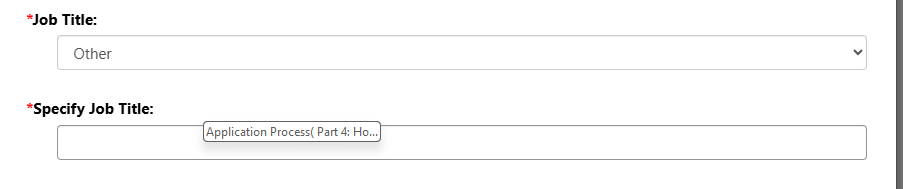 *Job Title:
Other
*Specify Job Title:
Application Process( Part 4: Ho...